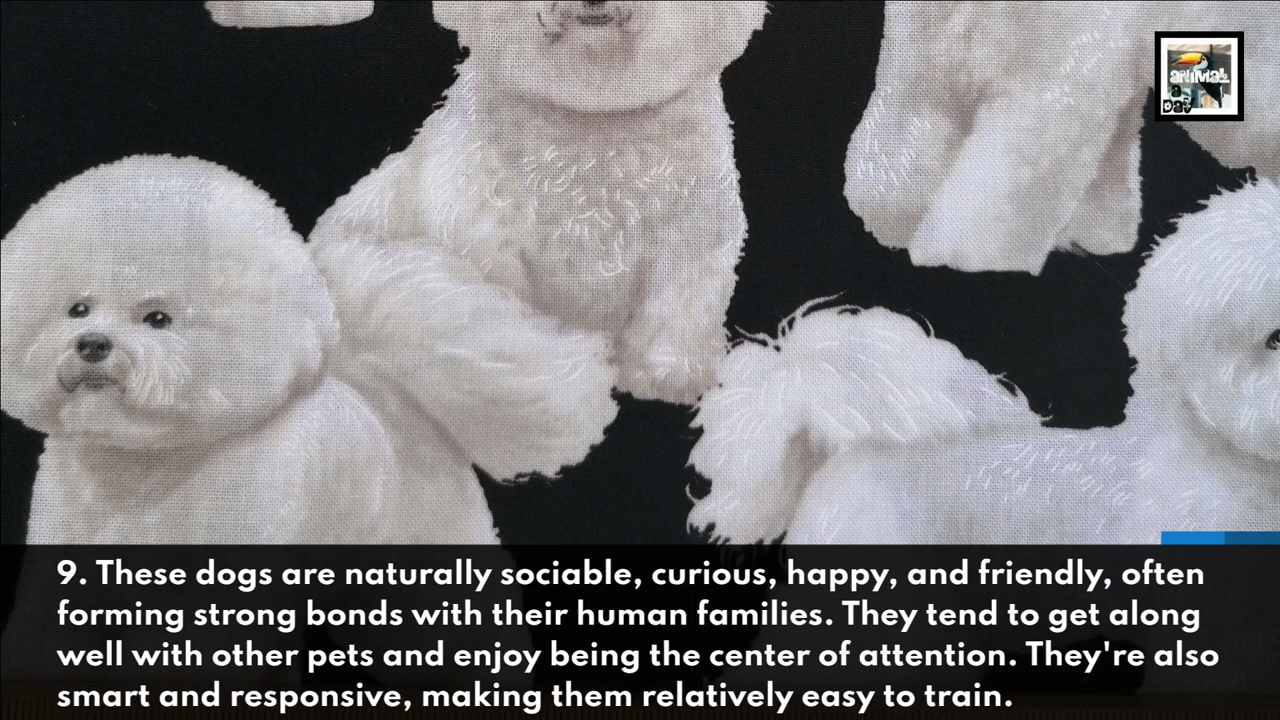 ANIMAL
a
Day
9. These dogs are naturally sociable, curious, happy, and friendly, often
forming strong bonds with their human families. They tend to get along
well with other pets and enjoy being the center of attention. They're also
smart and responsive, making them relatively easy to train.